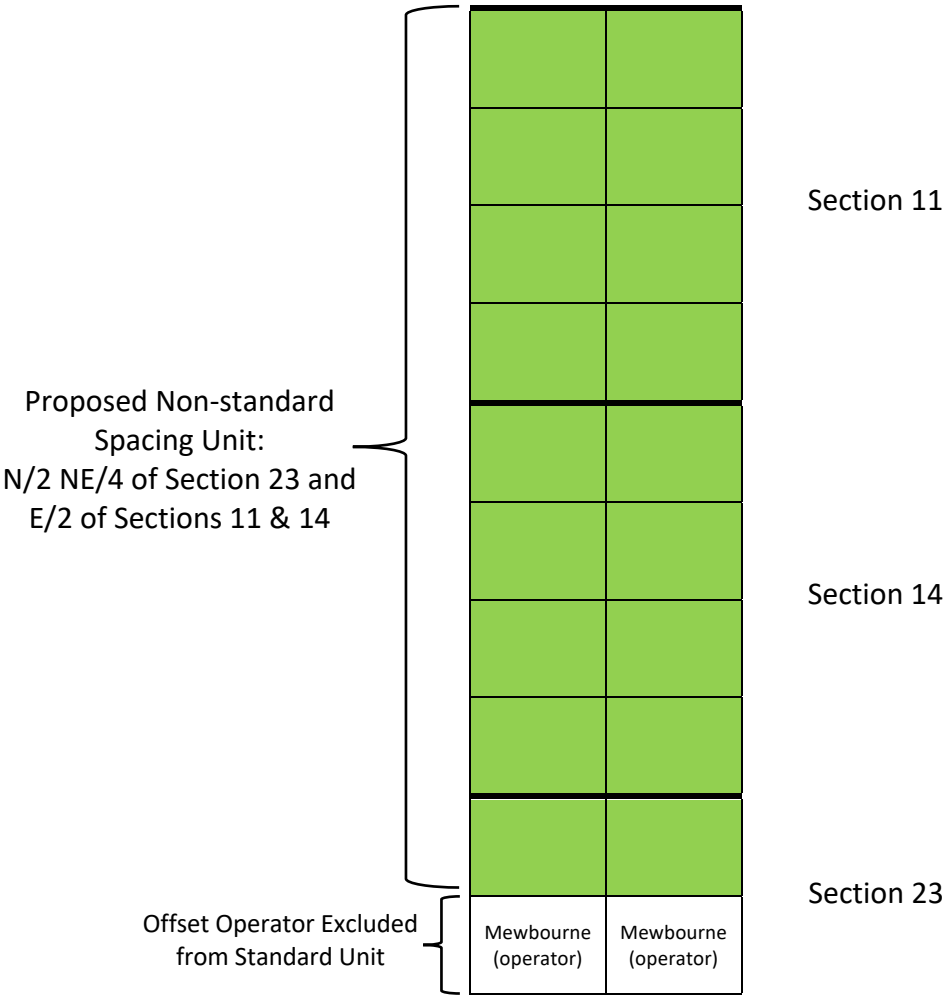 Section 11
Proposed Non-standard
Spacing Unit:
N/2 NE/4 of Section 23 and
E/2 of Sections 11 & 14
Section 14
Section 23
Offset Operator Excluded
from Standard Unit
Mewbourne
(operator)
Mewbourne
(operator)